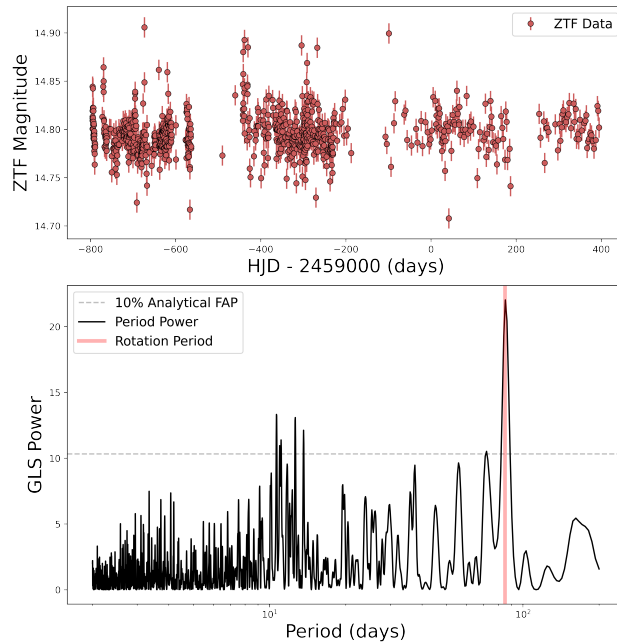 14.90
14.85
14.80
14.75
14.70
ZTF Magnitude
ZTF Data
−800
−600
−400
−200
0
200
400
HJD - 2459000 (days)
20
15
10
5
0
GLS Power
10% Analytical FAP
Period Power
Rotation Period
10¹
10²
Period (days)